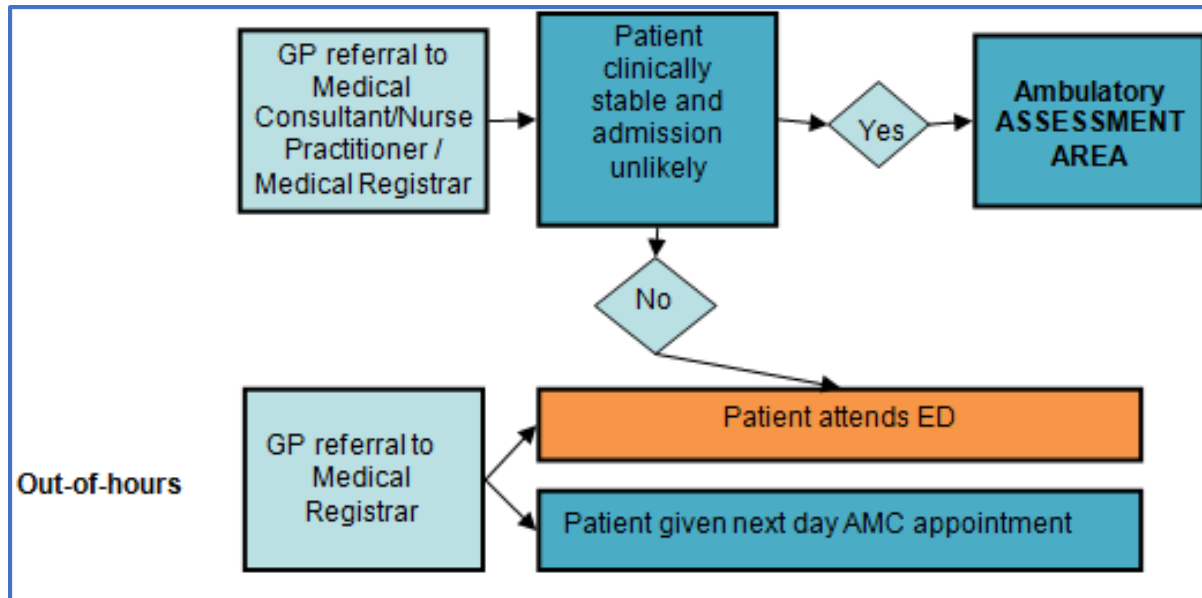 GP referral to
Medical
Consultant/Nurse
Practitioner /
Medical Registrar
Patient
clinically
stable and
admission
unlikely
Yes
Ambulatory
ASSESSMENT
AREA
No
Out-of-hours
GP referral to
Medical
Registrar
Patient attends ED
Patient given next day AMC appointment